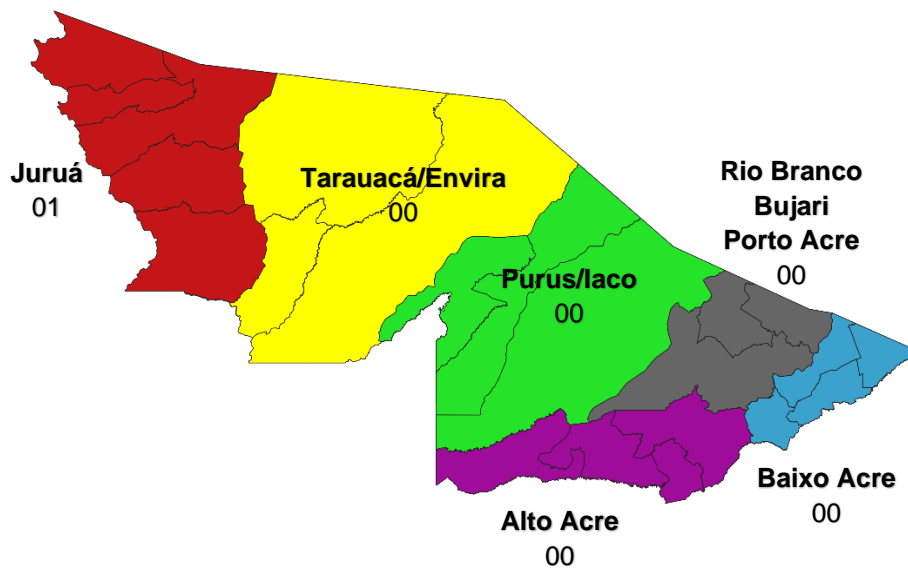 Juruá
01
Tarauacá/Envira
00
Rio Branco
Bujari
Porto Acre
00
Purus/Iaco
00
Baixo Acre
00
Alto Acre
00